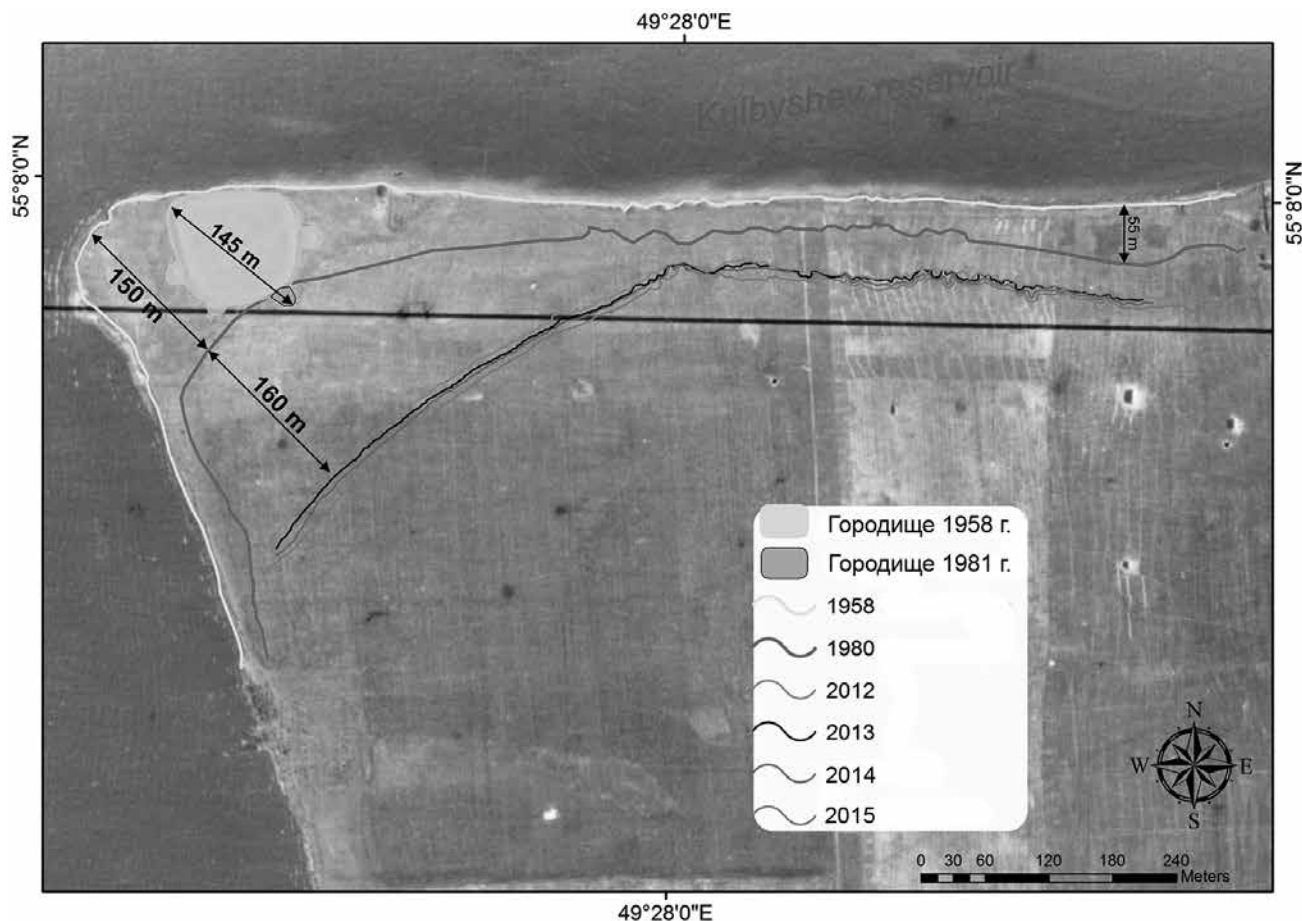 49°28'0"E
Kuibyshev reservoir
55°8'0"N
55°8'0"N
145 m
55 m
150 m
160 m
Городище 1958 г.
Городище 1981 г.
1958
1980
2012
2013
2014
2015
N
W E
S
0 30 60 120 180 240
Meters
49°28'0"E